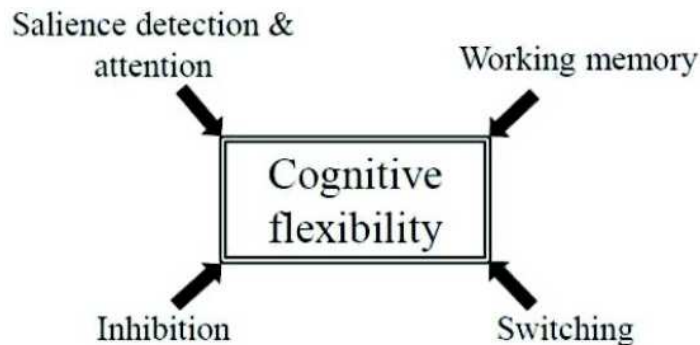 Salience detection &
attention
Working memory
Cognitive
flexibility
Inhibition
Switching